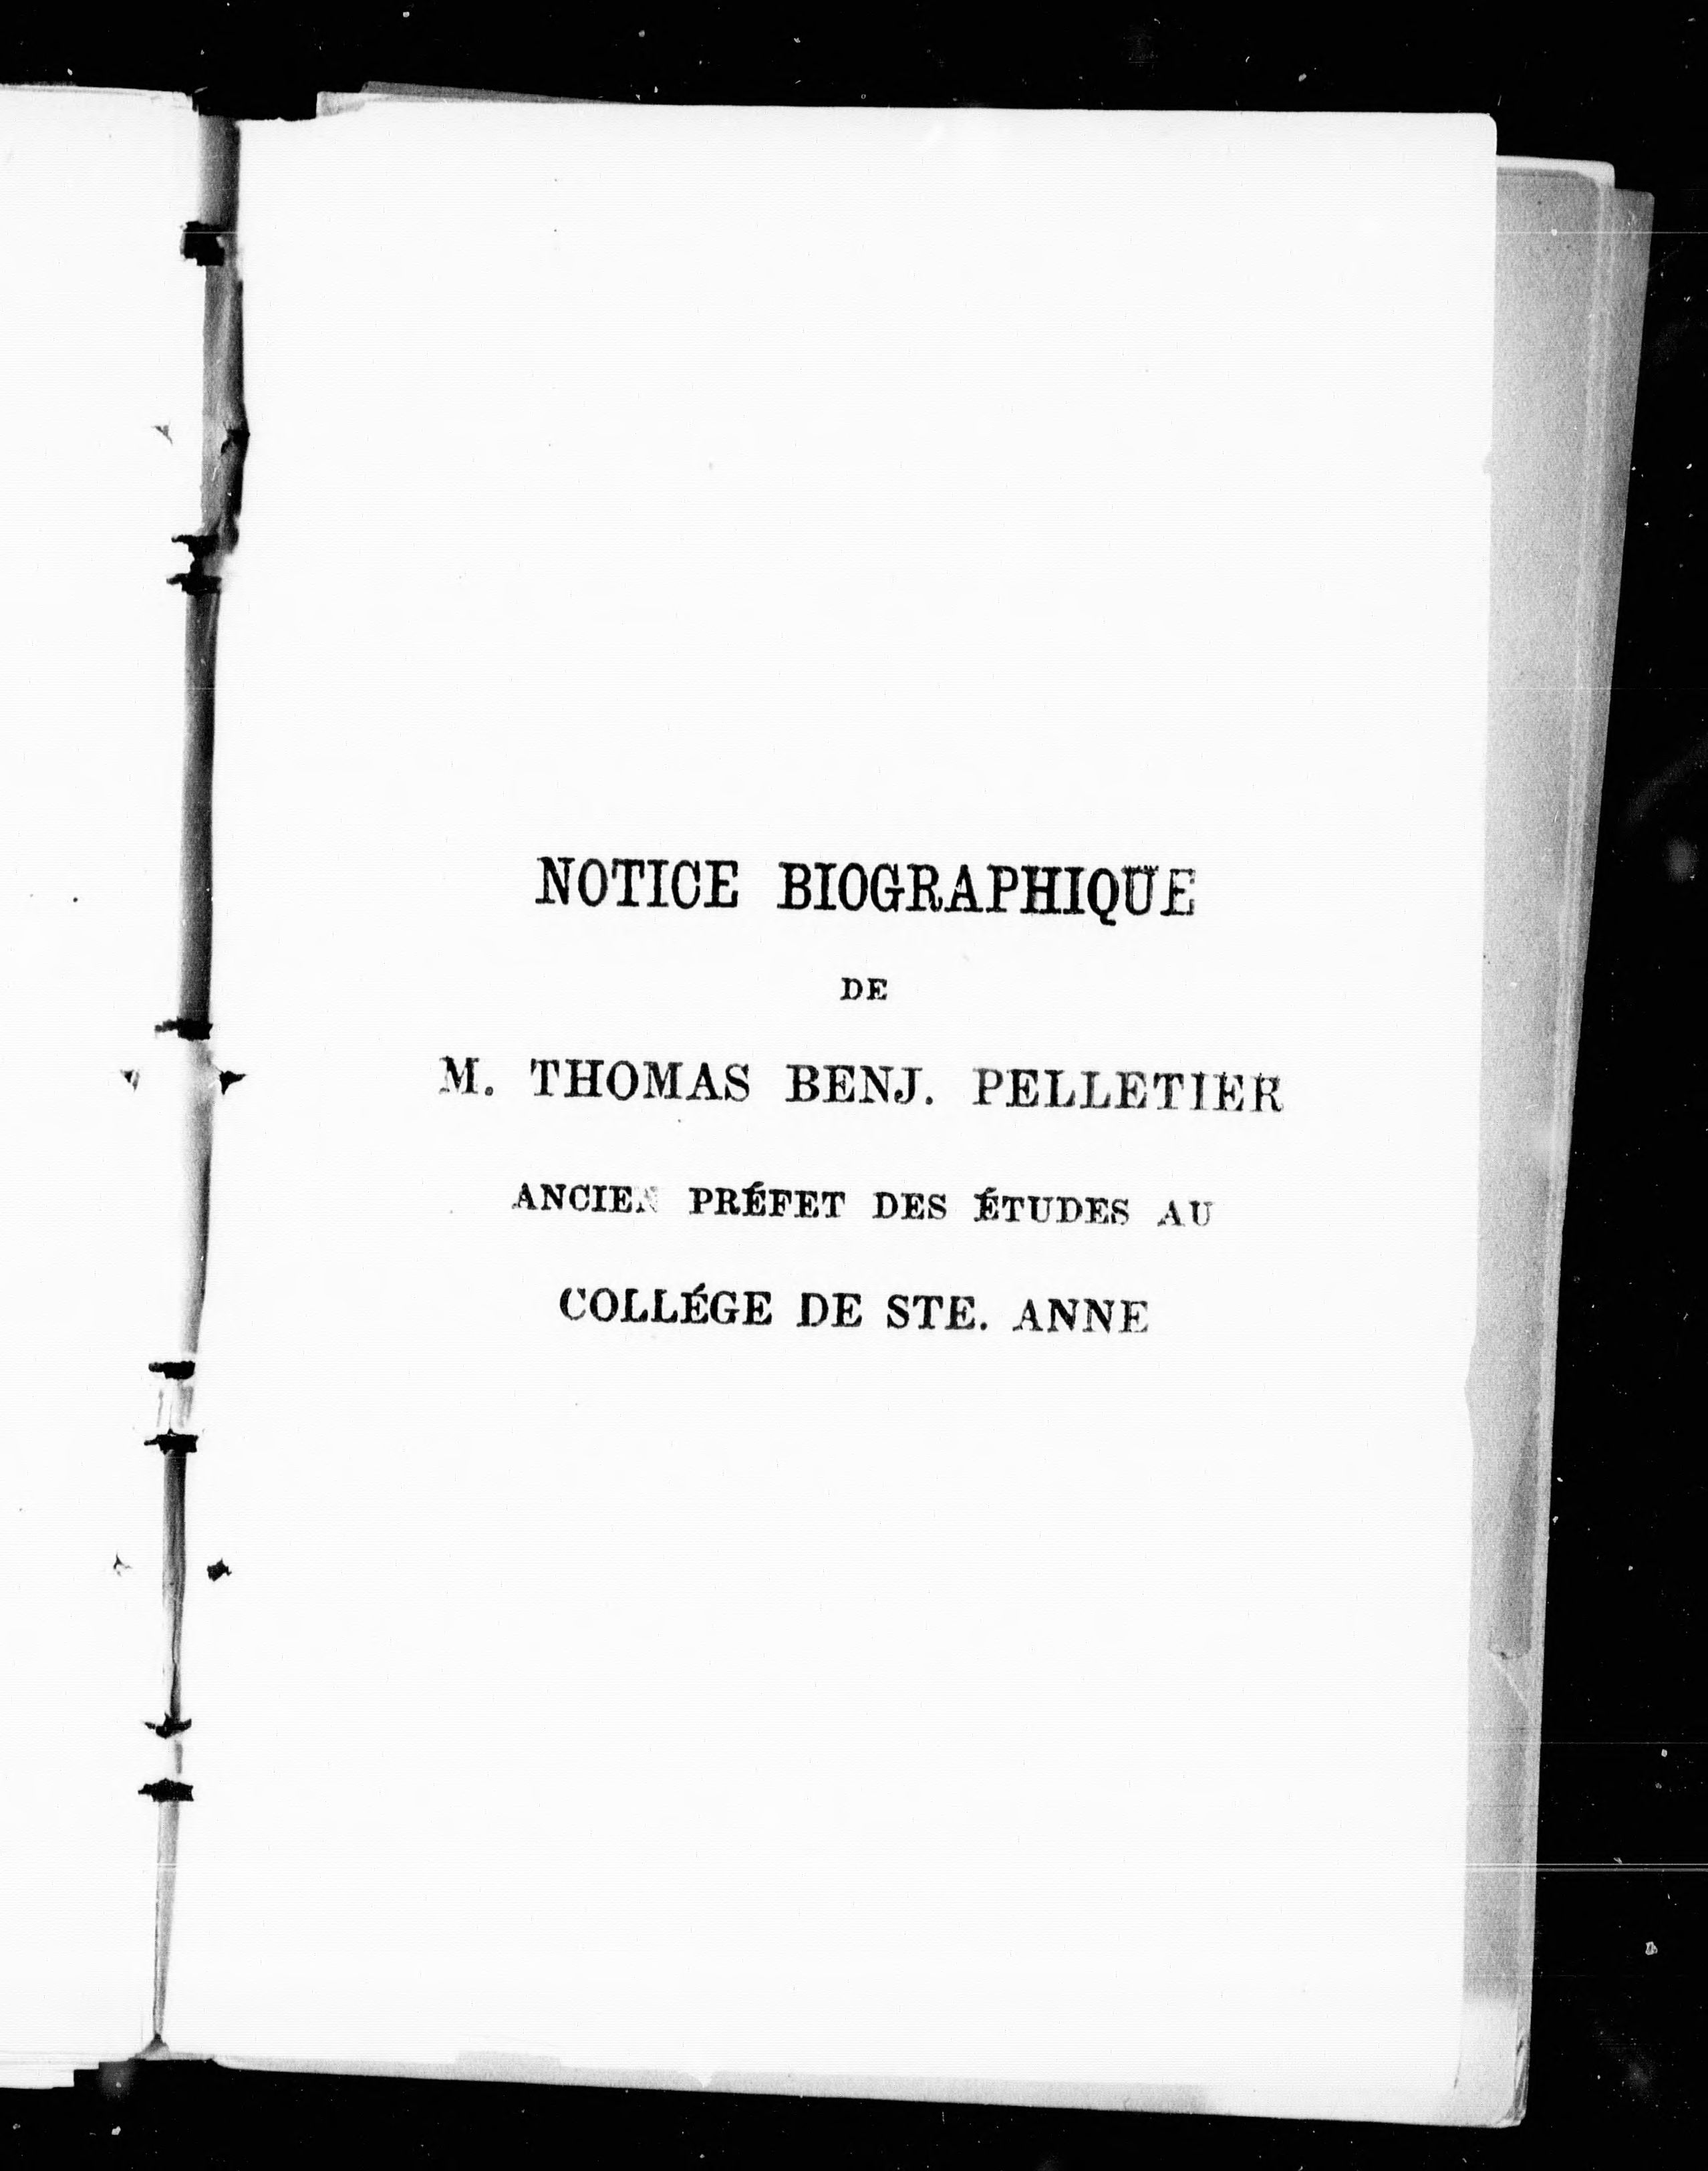 NOTICE BIOGRAPHIQUE
DE
M. THOMAS BENJ. PELLETIER
ANCIEN PRÉFET DES ÉTUDES AU
COLLÉGE DE STE. ANNE